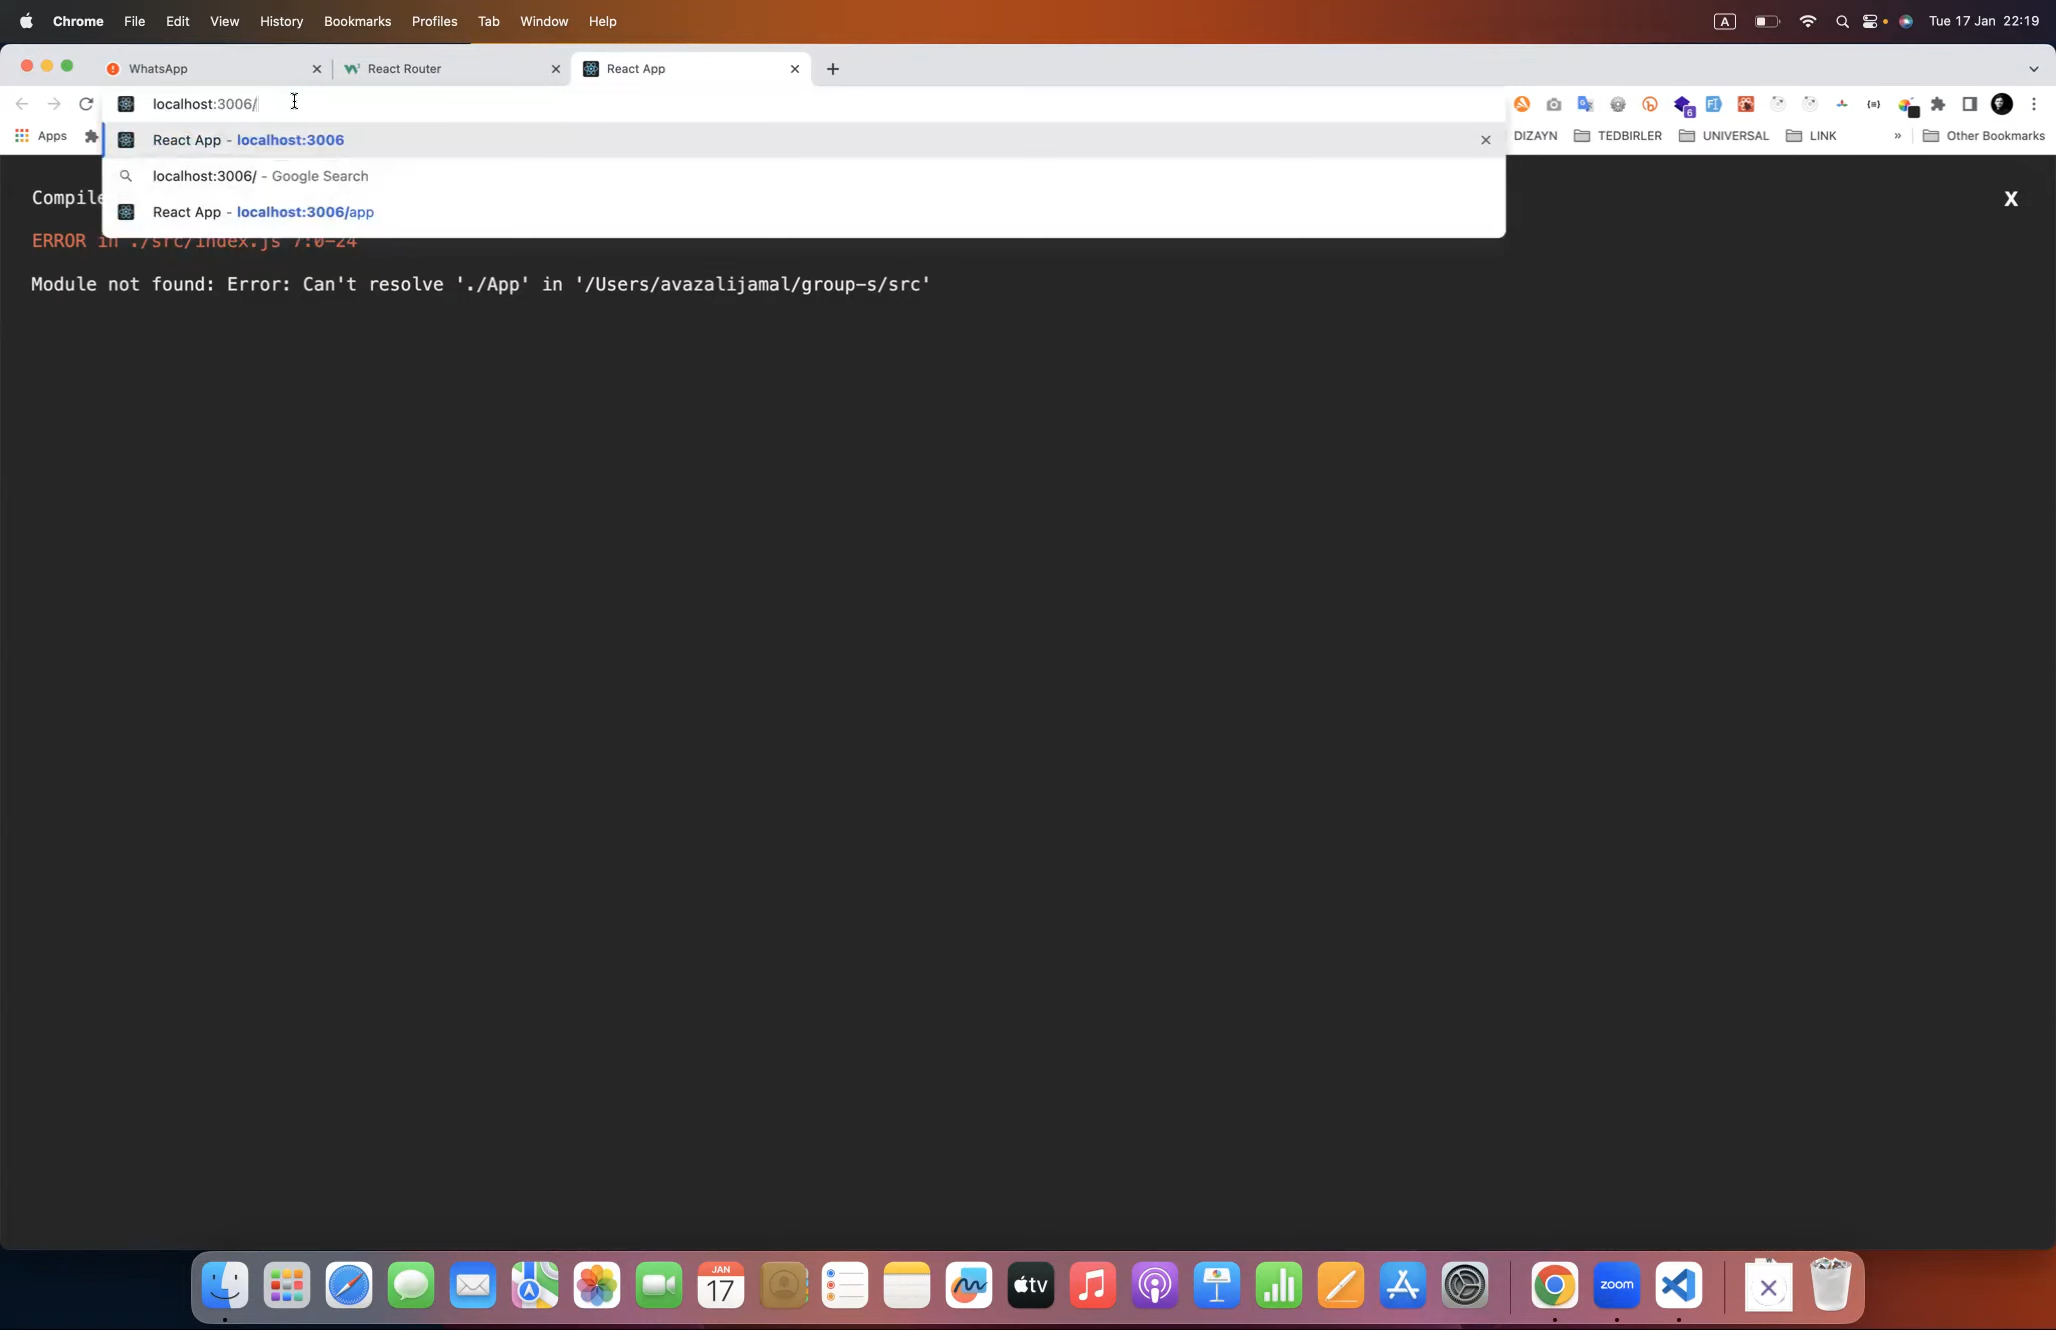 Chrome File Edit View History Bookmarks Profiles Tab Window Help A Tue 17 Jan 22:19
WhatsApp React Router React App
localhost:3006/
Apps DIZAYN TEDBIRLER UNIVERSAL LINK » Other Bookmarks
React App - localhost:3006
localhost:3006/ - Google Search
React App - localhost:3006/app
Compile X
ERROR in ./src/index.js 7:0-24
Module not found: Error: Can't resolve './App' in '/Users/avazalijamal/group-s/src'
JAN
17
tv
zoom